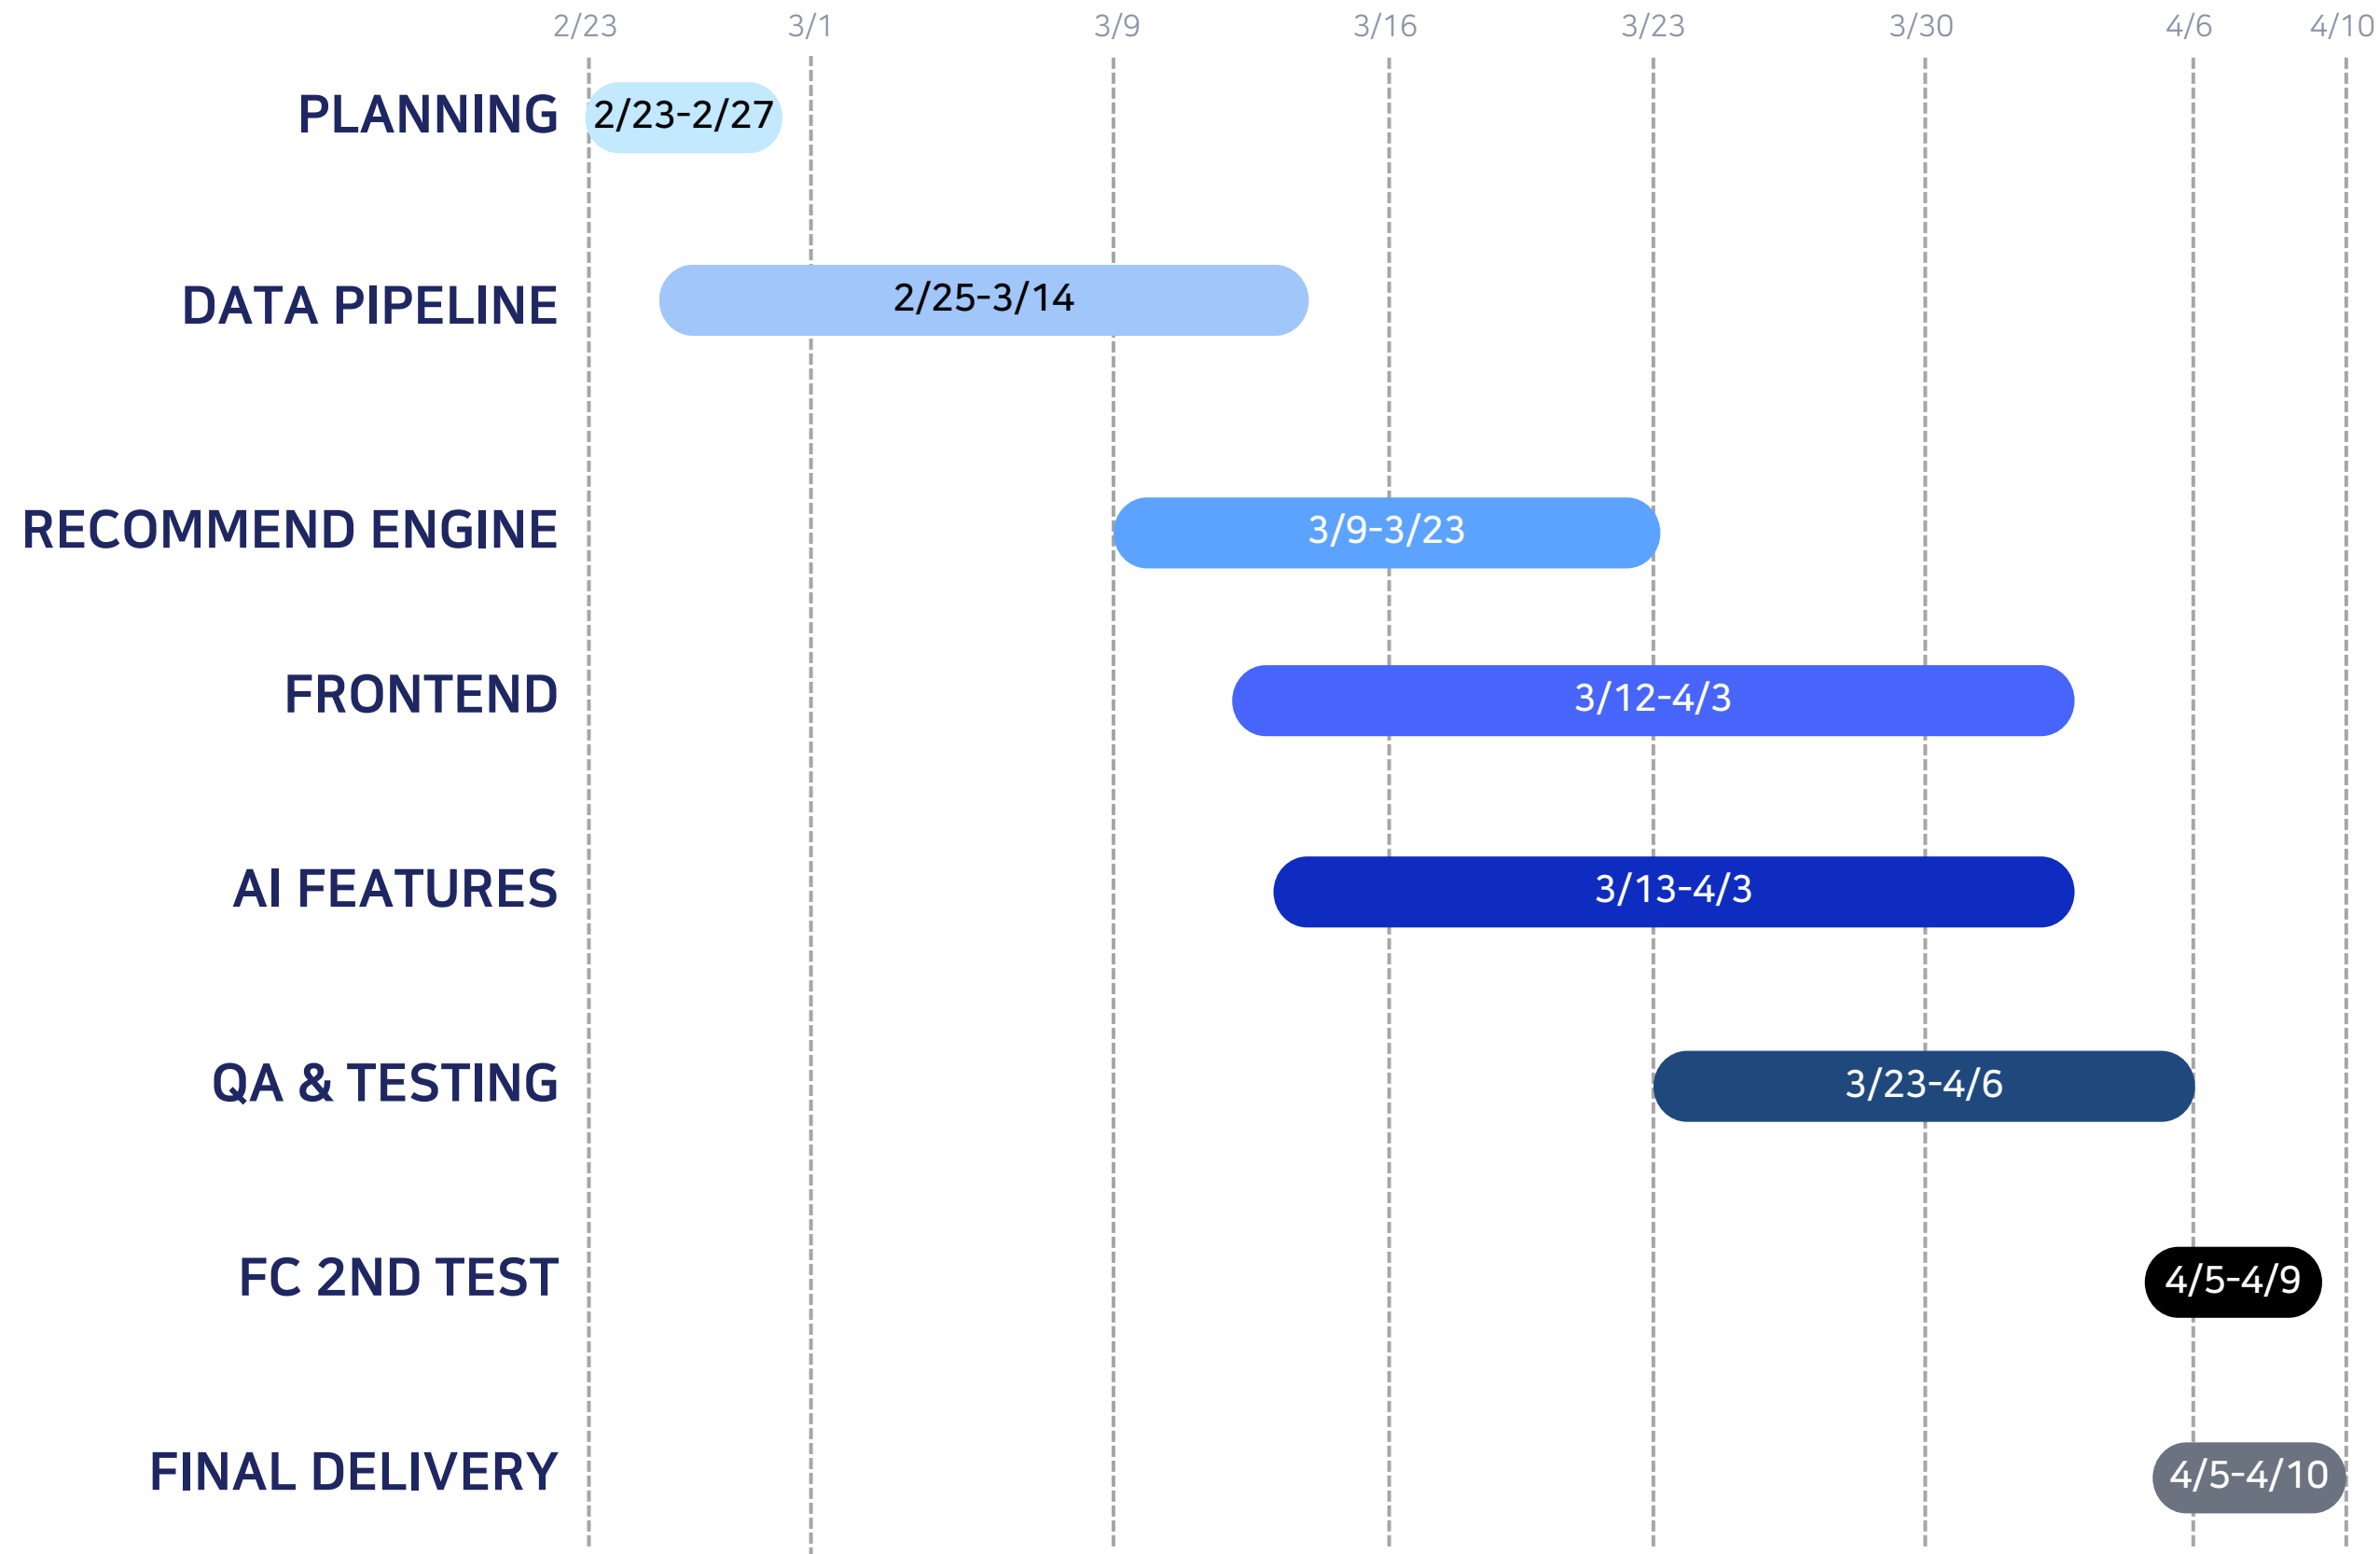 2/23 3/1 3/9 3/16 3/23 3/30 4/6 4/10
PLANNING 2/23-2/27
DATA PIPELINE 2/25-3/14
RECOMMEND ENGINE 3/9-3/23
FRONTEND 3/12-4/3
AI FEATURES 3/13-4/3
QA & TESTING 3/23-4/6
FC 2ND TEST 4/5-4/9
FINAL DELIVERY 4/5-4/10